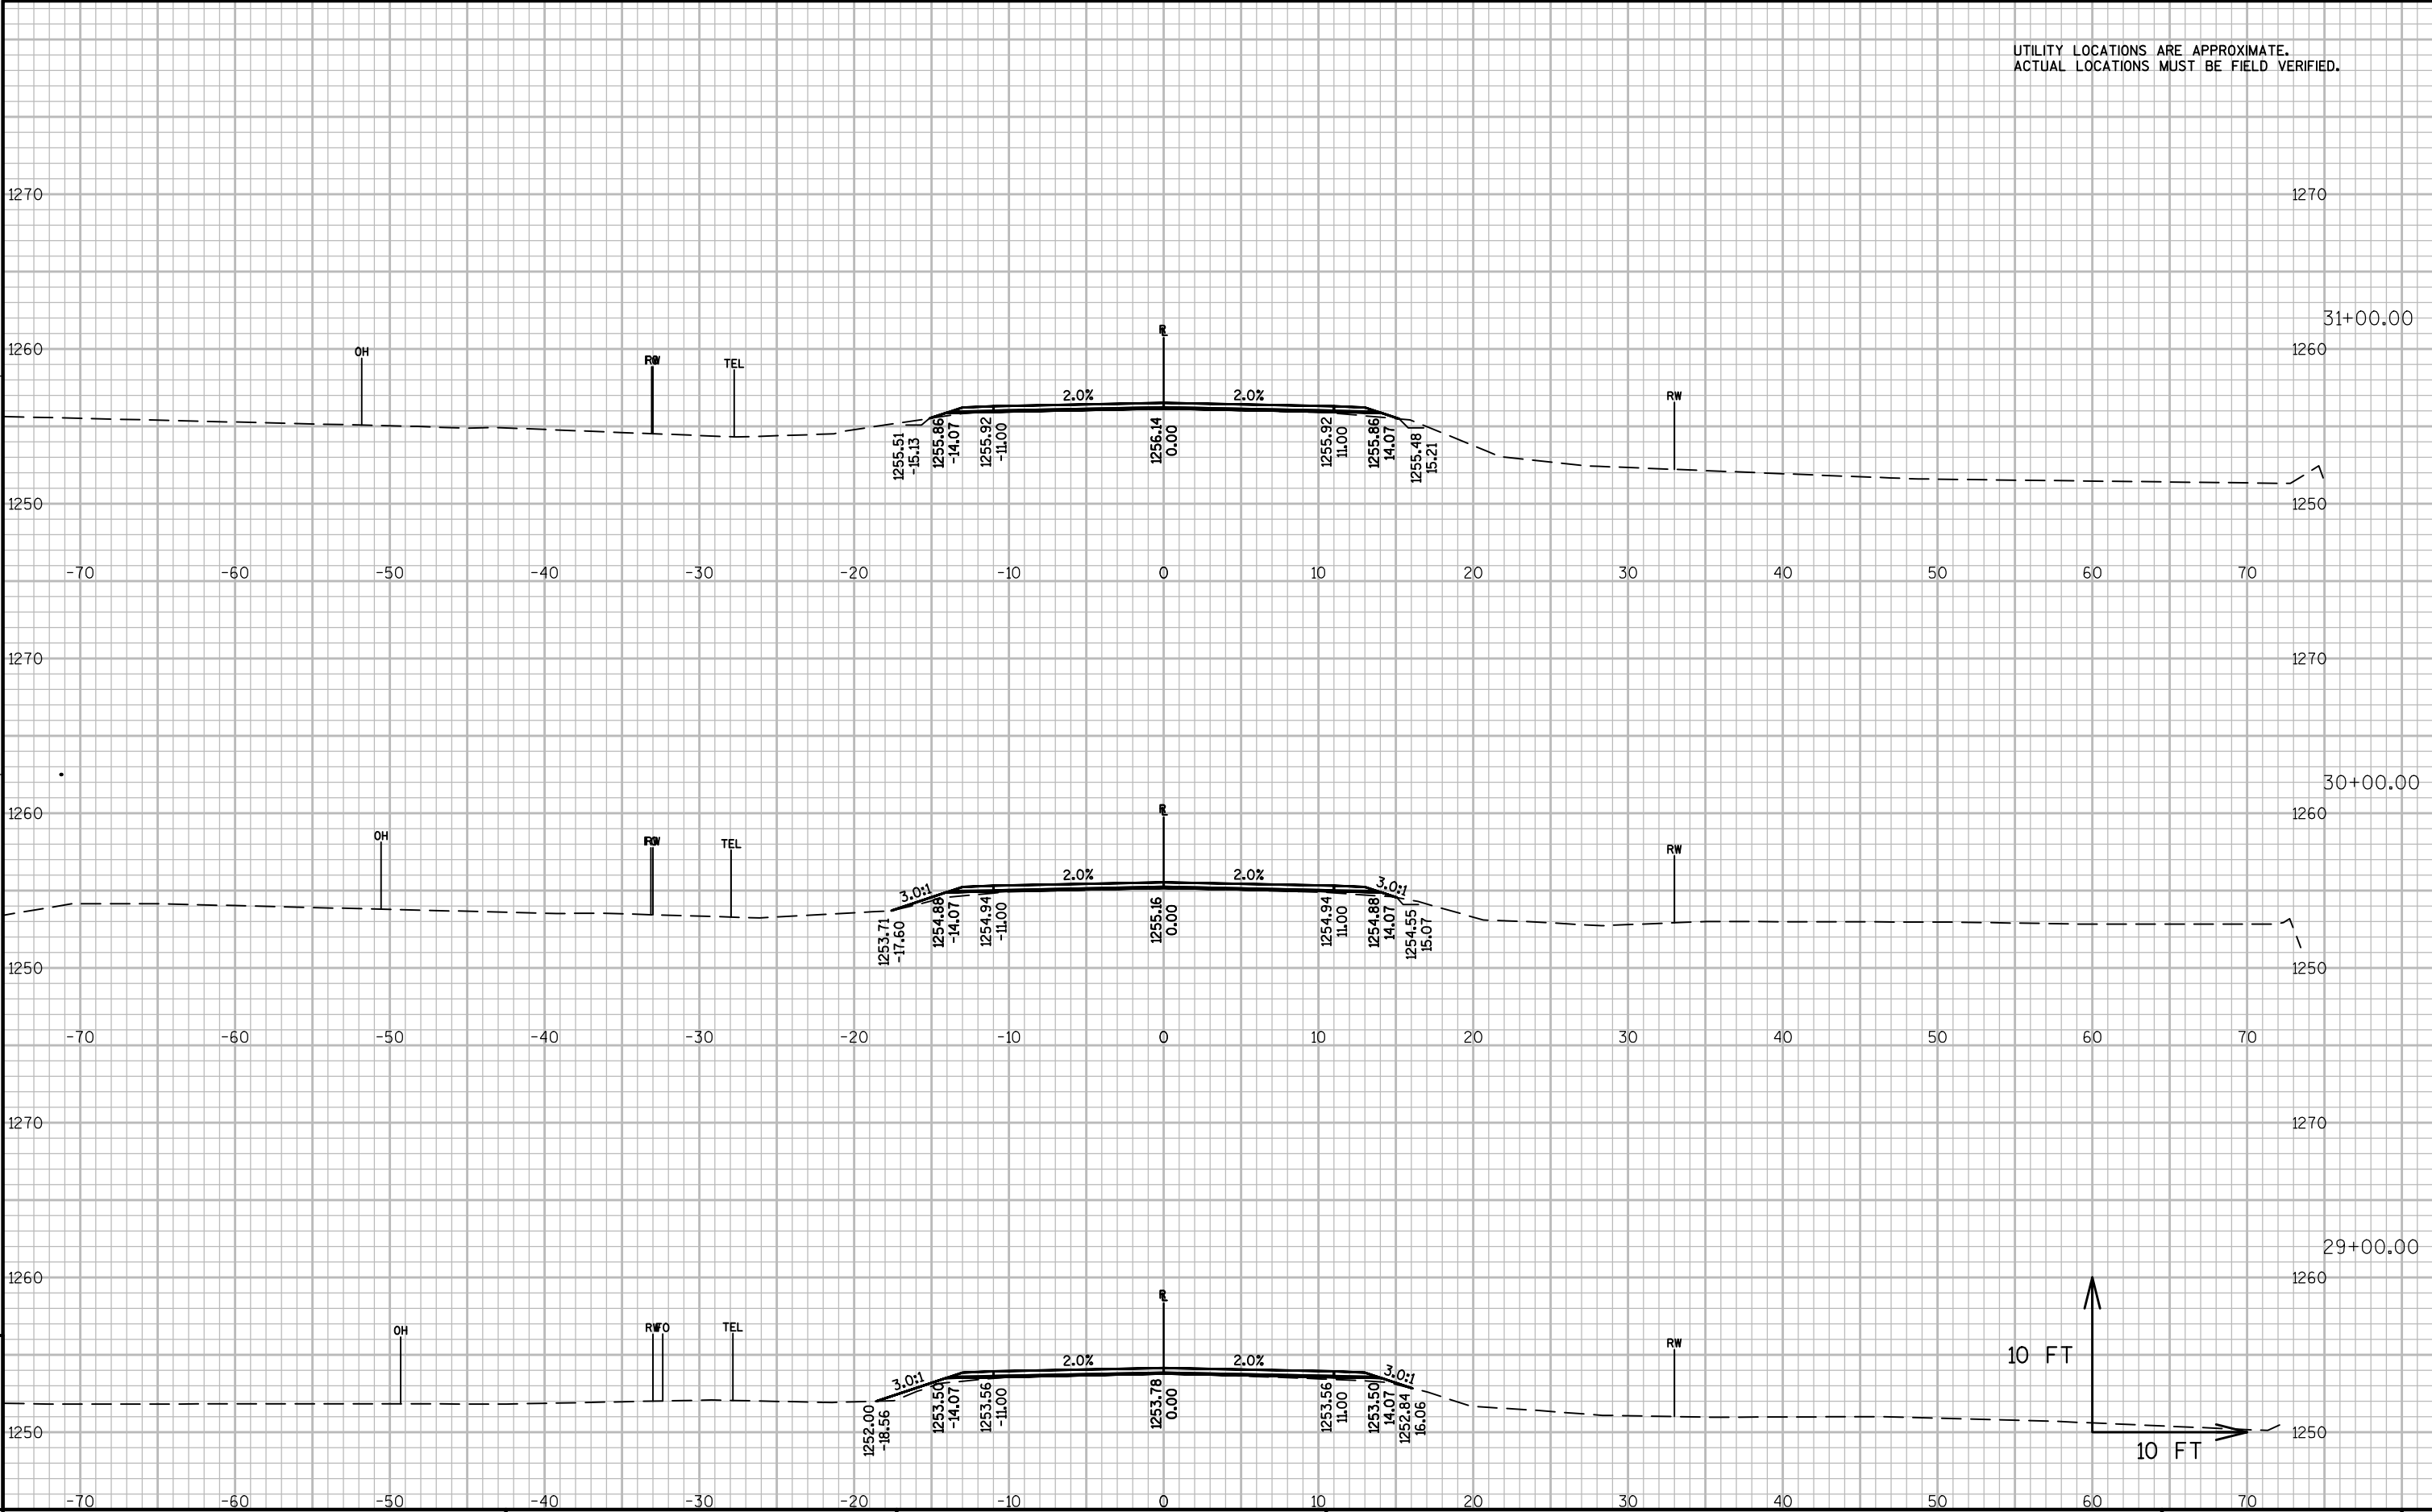 UTILITY LOCATIONS ARE APPROXIMATE.
ACTUAL LOCATIONS MUST BE FIELD VERIFIED.
1270 1270
31+00.00
1260 OH RW TEL R L RW 1260
2.0% 2.0%
1255.51 -15.13
1255.86 -14.07
1255.92 -11.00
1256.14 0.00
1255.92 11.00
1255.86 14.07
1255.48 15.21
1250 1250
-70 -60 -50 -40 -30 -20 -10 0 10 20 30 40 50 60 70
1270 1270
30+00.00
1260 1260
OH RW TEL R L RW
3.0:1 2.0% 2.0% 3.0:1
1253.71 -17.60
1254.88 -14.07
1254.94 -11.00
1255.16 0.00
1254.94 11.00
1254.88 14.07
1254.55 15.07
1250 1250
-70 -60 -50 -40 -30 -20 -10 0 10 20 30 40 50 60 70
1270 1270
29+00.00
1260 1260
OH RW FO TEL R L RW
3.0:1 2.0% 2.0% 3.0:1
10 FT
1252.00 -18.56
1253.50 -14.07
1253.56 -11.00
1253.78 0.00
1253.56 11.00
1253.50 14.07
1252.84 16.06
1250 1250
10 FT
-70 -60 -50 -40 -30 -20 -10 0 10 20 30 40 50 60 70